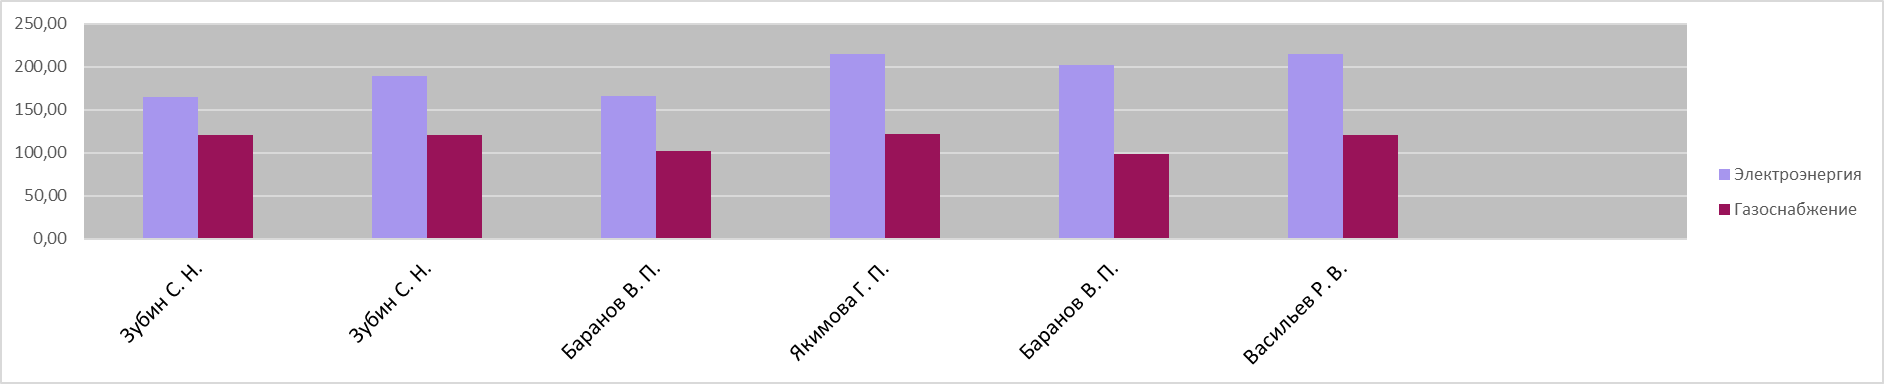 250,00
200,00
150,00
100,00
50,00
0,00
Зубин С. Н.
Зубин С. Н.
Баранов В. П.
Якимова Г. П.
Баранов В. П.
Васильев Р. В.
Электроэнергия
Газоснабжение